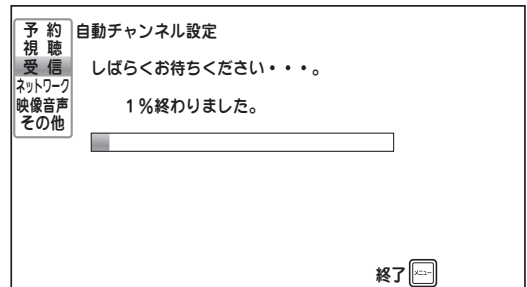 予約
視聴
受信
ネットワーク
映像音声
その他
自動チャンネル設定
しばらくお待ちください・・・。
1%終わりました。
終了 メニュー